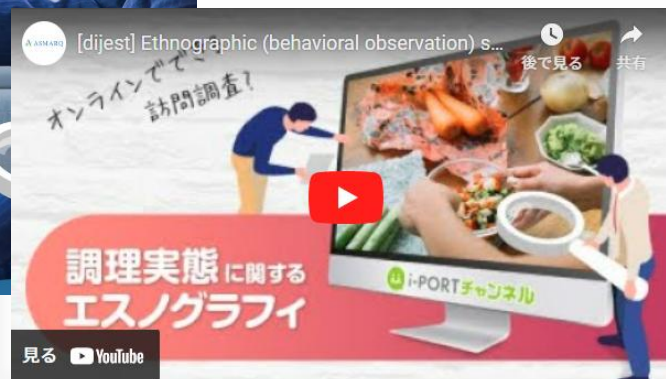 A ASMARQ
[dijest] Ethnographic (behavioral observation) s...
後で見る
共有
オンラインでできる
訪問調査?
調理実態に関する
エスノグラフィ
i-PORTチャンネル
見る YouTube